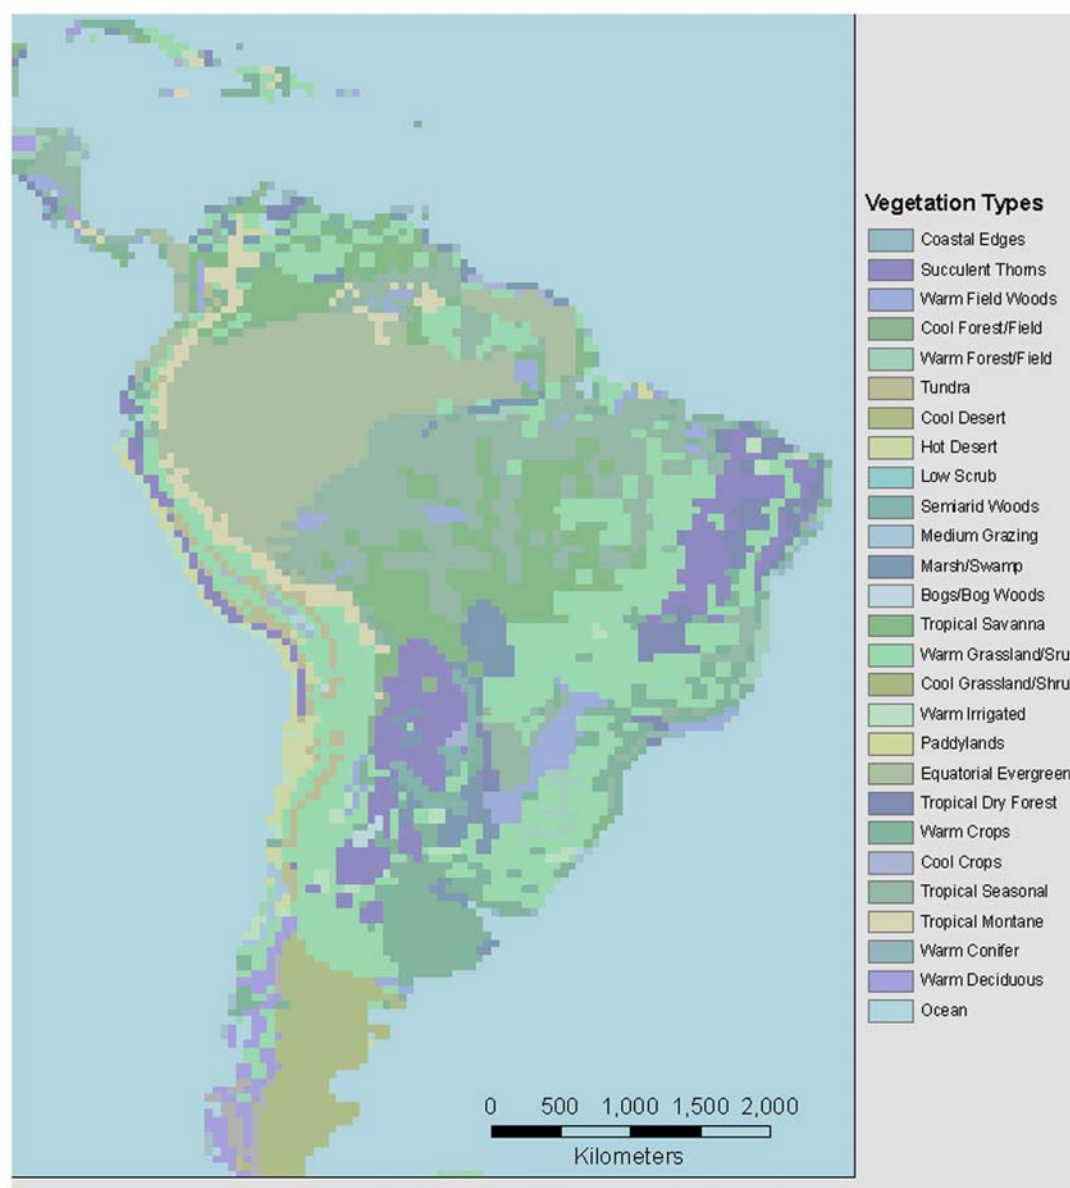 Vegetation Types
Coastal Edges
Succulent Thorns
Warm Field Woods
Cool Forest/Field
Warm Forest/Field
Tundra
Cool Desert
Hot Desert
Low Scrub
Semiarid Woods
Medium Grazing
Marsh/Swamp
Bogs/Bog Woods
Tropical Savanna
Warm Grassland/Sru
Cool Grassland/Shru
Warm Irrigated
Paddylands
Equatorial Evergreen
Tropical Dry Forest
Warm Crops
Cool Crops
Tropical Seasonal
Tropical Montane
Warm Conifer
Warm Deciduous
Ocean
0 500 1,000 1,500 2,000
Kilometers